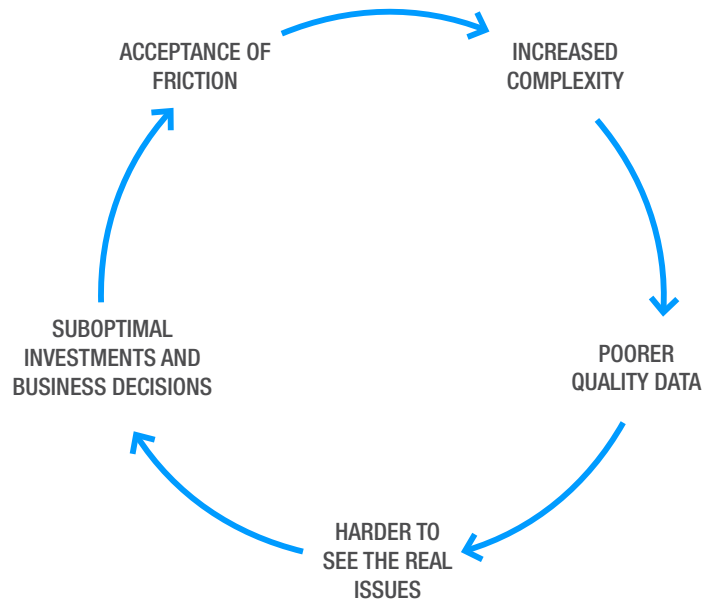 ACCEPTANCE OF
FRICTION
INCREASED
COMPLEXITY
POORER
QUALITY DATA
HARDER TO
SEE THE REAL
ISSUES
SUBOPTIMAL
INVESTMENTS AND
BUSINESS DECISIONS